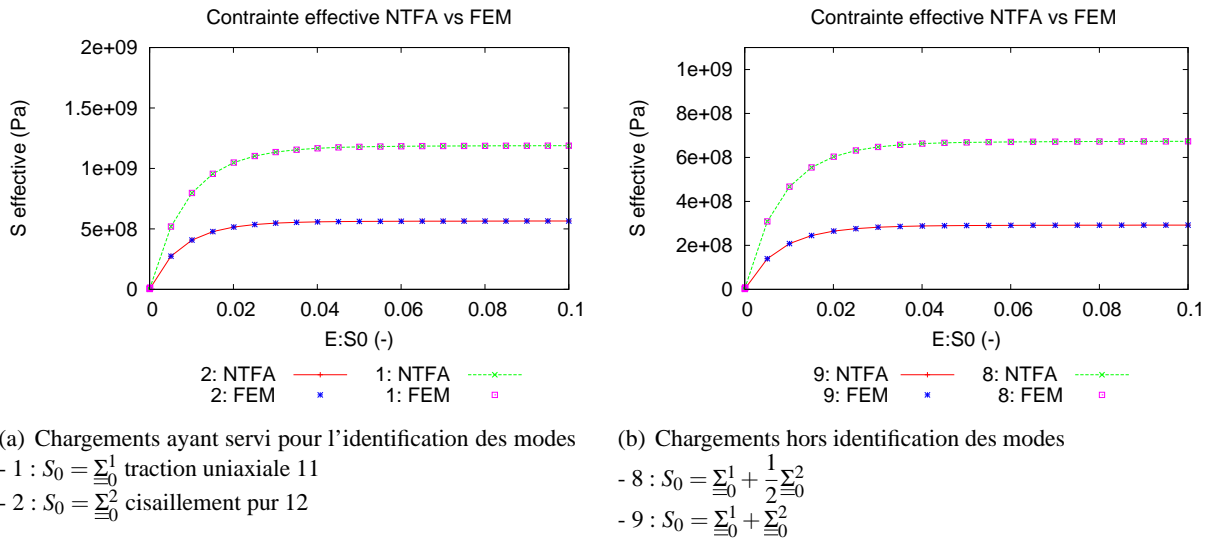 Contrainte effective NTFA vs FEM
2e+09
1.5e+09
1e+09
5e+08
0
S effective (Pa)
0 0.02 0.04 0.06 0.08 0.1
E:S0 (-)
2: NTFA 1: NTFA
2: FEM 1: FEM
(a) Chargements ayant servi pour l'identification des modes
- 1 : S₀ = Σ₀¹ traction uniaxiale 11
- 2 : S₀ = Σ₀² cisaillement pur 12
Contrainte effective NTFA vs FEM
1e+09
8e+08
6e+08
4e+08
2e+08
0
S effective (Pa)
0 0.02 0.04 0.06 0.08 0.1
E:S0 (-)
9: NTFA 8: NTFA
9: FEM 8: FEM
(b) Chargements hors identification des modes
- 8 : S₀ = Σ₀¹ + 1/2 Σ₀²
- 9 : S₀ = Σ₀¹ + Σ₀²